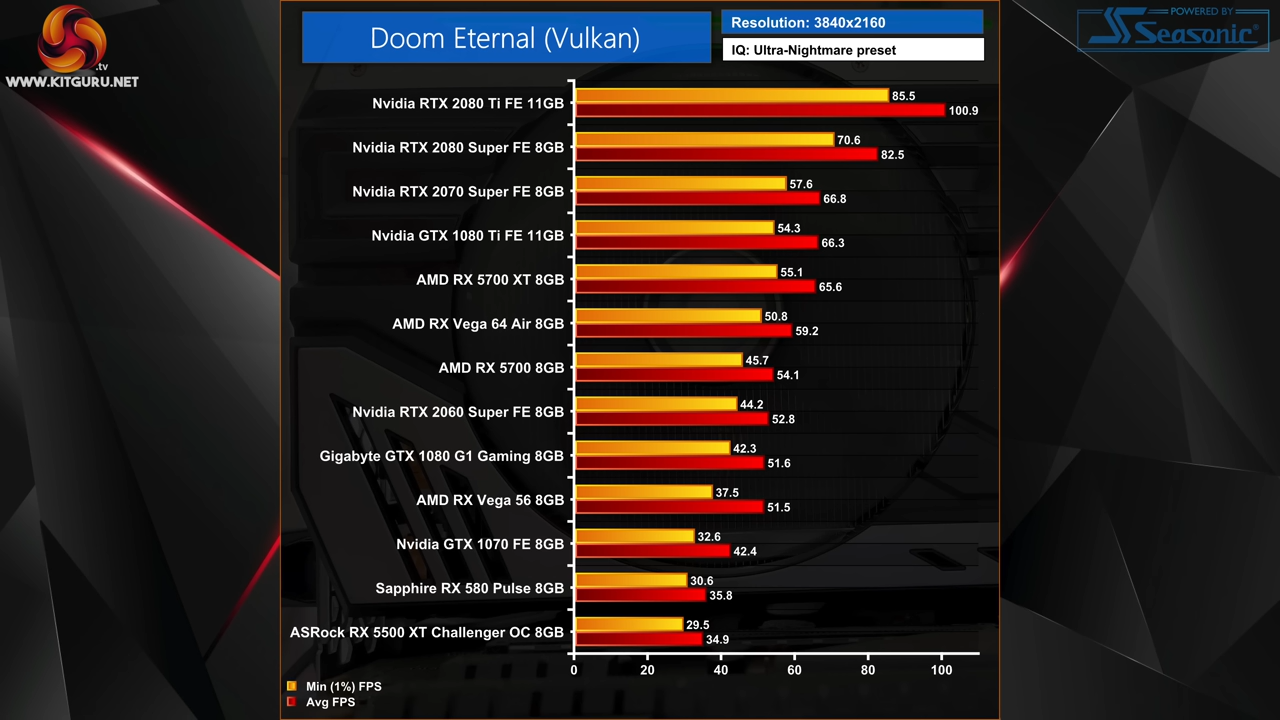 .tv
WWW.KITGURU.NET
Doom Eternal (Vulkan)
Resolution: 3840x2160
IQ: Ultra-Nightmare preset
POWERED BY
Seasonic®
Nvidia RTX 2080 Ti FE 11GB 85.5
100.9
Nvidia RTX 2080 Super FE 8GB 70.6
82.5
Nvidia RTX 2070 Super FE 8GB 57.6
66.8
Nvidia GTX 1080 Ti FE 11GB 54.3
66.3
AMD RX 5700 XT 8GB 55.1
65.6
AMD RX Vega 64 Air 8GB 50.8
59.2
AMD RX 5700 8GB 45.7
54.1
Nvidia RTX 2060 Super FE 8GB 44.2
52.8
Gigabyte GTX 1080 G1 Gaming 8GB 42.3
51.6
AMD RX Vega 56 8GB 37.5
51.5
Nvidia GTX 1070 FE 8GB 32.6
42.4
Sapphire RX 580 Pulse 8GB 30.6
35.8
ASRock RX 5500 XT Challenger OC 8GB 29.5
34.9
0 20 40 60 80 100
Min (1%) FPS
Avg FPS